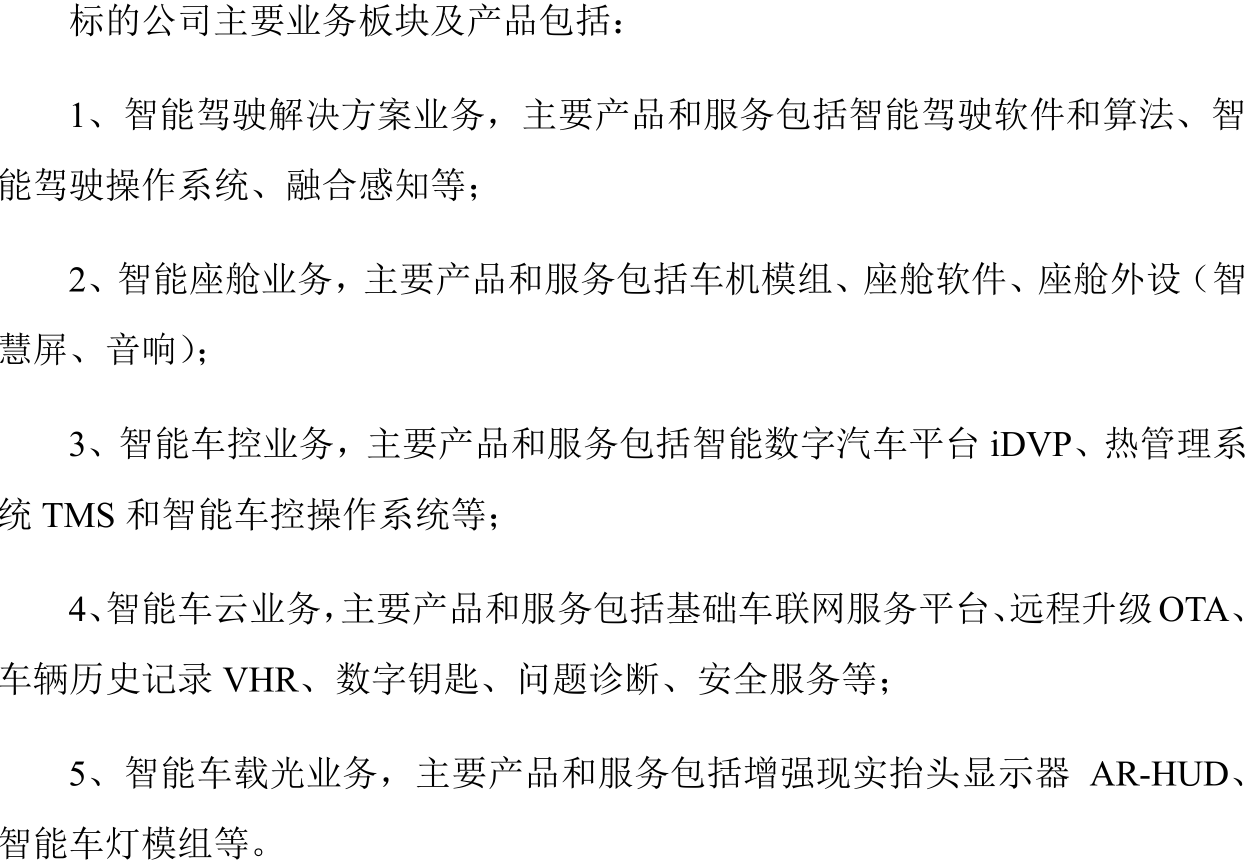 标的公司主要业务板块及产品包括：
1、智能驾驶解决方案业务，主要产品和服务包括智能驾驶软件和算法、智
能驾驶操作系统、融合感知等；
2、智能座舱业务，主要产品和服务包括车机模组、座舱软件、座舱外设（智
慧屏、音响）；
3、智能车控业务，主要产品和服务包括智能数字汽车平台 iDVP、热管理系
统 TMS 和智能车控操作系统等；
4、智能车云业务，主要产品和服务包括基础车联网服务平台、远程升级 OTA、
车辆历史记录 VHR、数字钥匙、问题诊断、安全服务等；
5、智能车载光业务，主要产品和服务包括增强现实抬头显示器 AR-HUD、
智能车灯模组等。